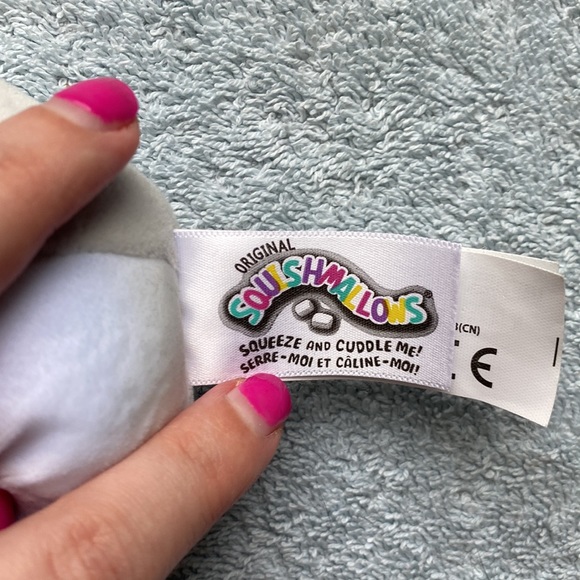 ORIGINAL
SQUISHMALLOWS
SQUEEZE AND CUDDLE ME!
SERRE-MOI ET CÂLINE-MOI!
(CN)
CE